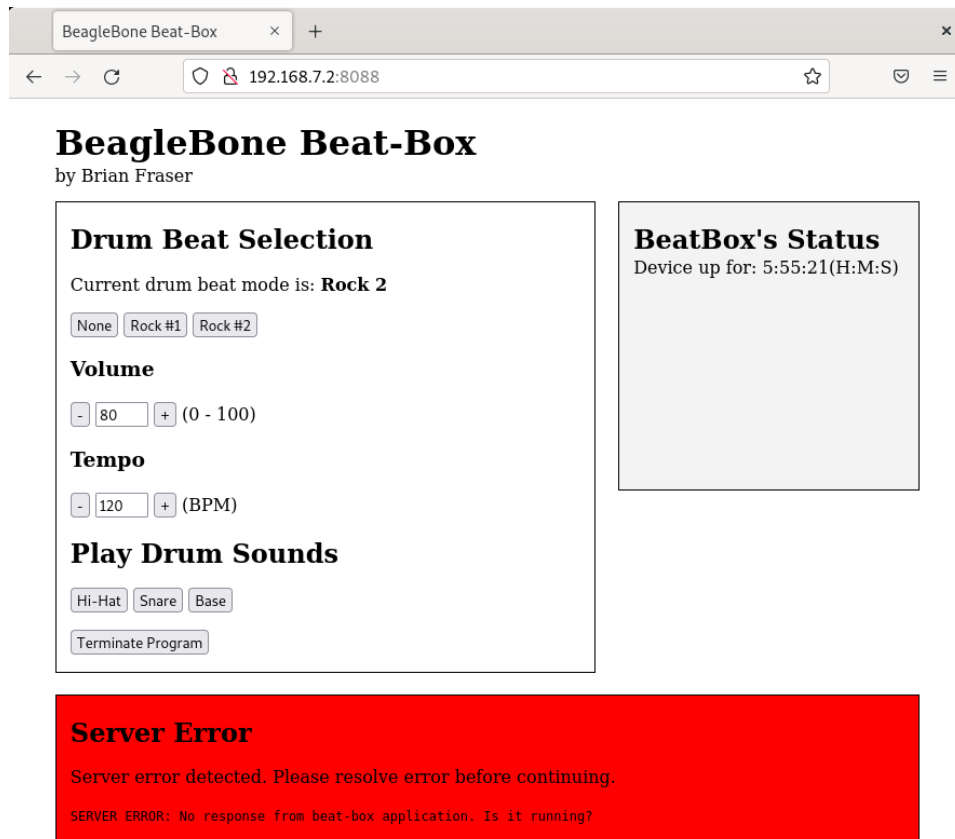 BeagleBone Beat-Box × +
192.168.7.2:8088
BeagleBone Beat-Box
by Brian Fraser
Drum Beat Selection
Current drum beat mode is: Rock 2
None Rock #1 Rock #2
Volume
- 80 + (0 - 100)
Tempo
- 120 + (BPM)
Play Drum Sounds
Hi-Hat Snare Base
Terminate Program
BeatBox's Status
Device up for: 5:55:21(H:M:S)
Server Error
Server error detected. Please resolve error before continuing.
SERVER ERROR: No response from beat-box application. Is it running?